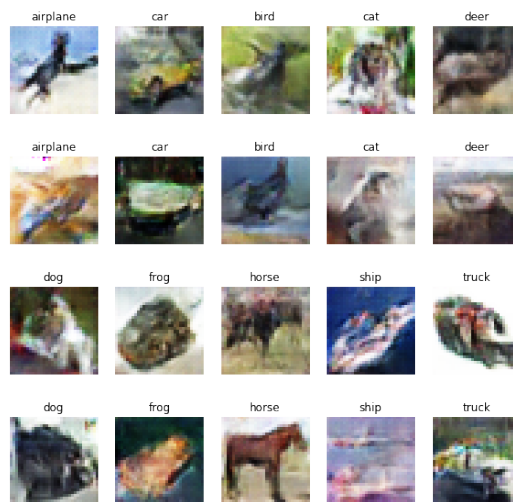 airplane car bird cat deer
airplane car bird cat deer
dog frog horse ship truck
dog frog horse ship truck